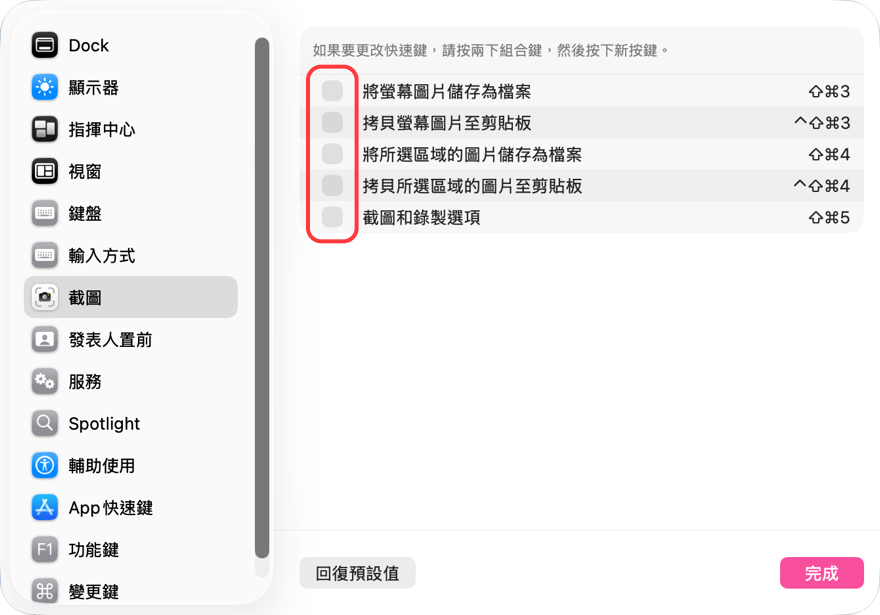 Dock
顯示器
指揮中心
視窗
鍵盤
輸入方式
截圖
發表人置前
服務
Spotlight
輔助使用
App 快速鍵
F1 功能鍵
⌘ 變更鍵
如果要更改快速鍵，請按兩下組合鍵，然後按下新按鍵。
將螢幕圖片儲存為檔案 ⇧⌘3
拷貝螢幕圖片至剪貼板 ^⇧⌘3
將所選區域的圖片儲存為檔案 ⇧⌘4
拷貝所選區域的圖片至剪貼板 ^⇧⌘4
截圖和錄製選項 ⇧⌘5
回復預設值
完成